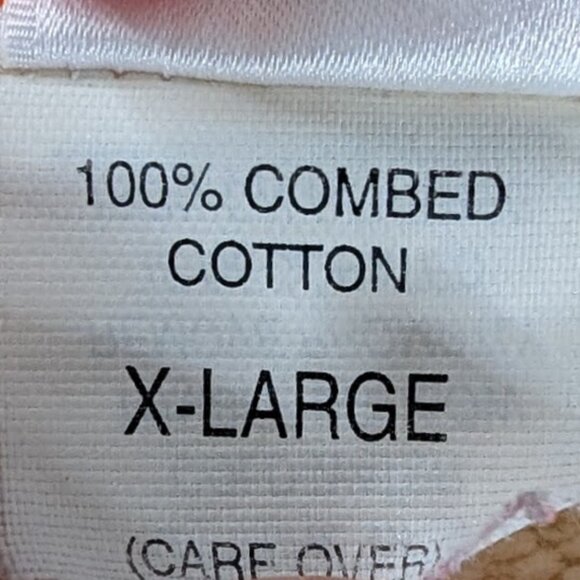 100% COMBED
COTTON
X-LARGE
(CARE OVER)